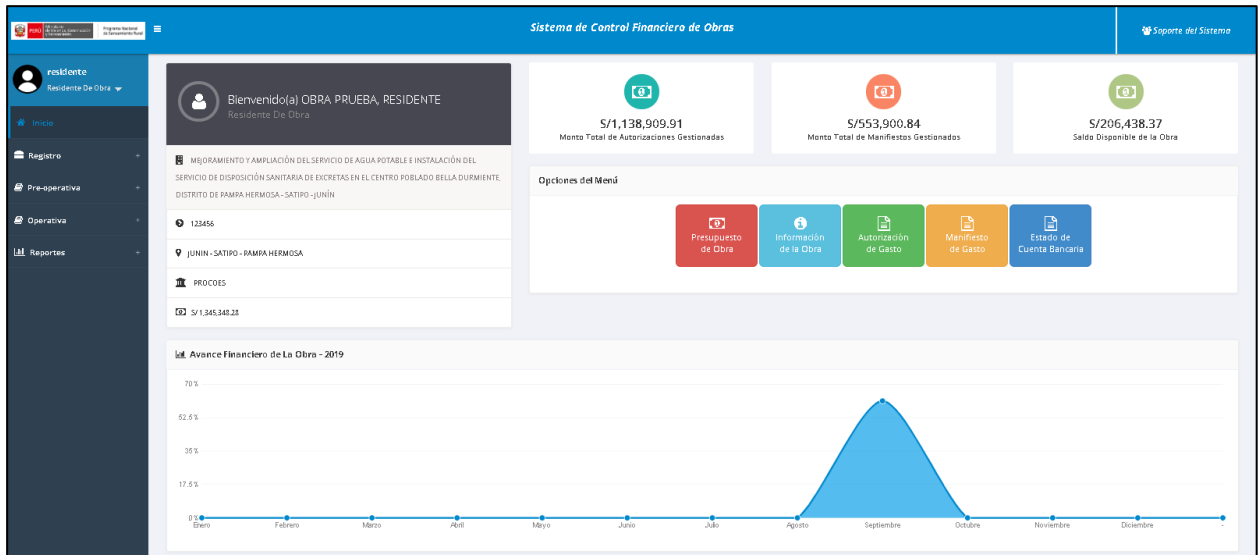 PERÚ
Programa Nacional
de Saneamiento Rural
Sistema de Control Financiero de Obras
Soporte del Sistema
residente
Residente De Obra
Inicio
Registro +
Pre-operativa +
Operativa +
Reportes +
Bienvenido(a) OBRA PRUEBA, RESIDENTE
Residente De Obra
MEJORAMIENTO Y AMPLIACIÓN DEL SERVICIO DE AGUA POTABLE E INSTALACIÓN DEL
SERVICIO DE DISPOSICIÓN SANITARIA DE EXCRETAS EN EL CENTRO POBLADO BELLA DURMIENTE,
DISTRITO DE PAMPA HERMOSA - SATIPO - JUNÍN
123456
JUNIN - SATIPO - PAMPA HERMOSA
PROCOES
S/ 1,345,348.28
S/1,138,909.91
Monto Total de Autorizaciones Gestionadas
S/553,900.84
Monto Total de Manifiestos Gestionados
S/206,438.37
Saldo Disponible de la Obra
Opciones del Menú
Presupuesto
de Obra
Información
de la Obra
Autorización
de Gasto
Manifiesto
de Gasto
Estado de
Cuenta Bancaria
Avance Financiero de La Obra - 2019
70%
52.5%
35%
17.5%
0%
Enero Febrero Marzo Abril Mayo Junio Julio Agosto Septiembre Octubre Noviembre Diciembre -